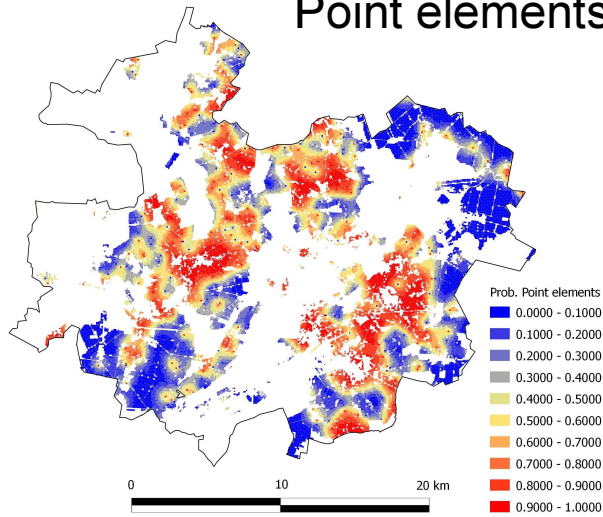 Point elements
Prob. Point elements
0.0000 - 0.1000
0.1000 - 0.2000
0.2000 - 0.3000
0.3000 - 0.4000
0.4000 - 0.5000
0.5000 - 0.6000
0.6000 - 0.7000
0.7000 - 0.8000
0.8000 - 0.9000
0.9000 - 1.0000
0 10 20 km